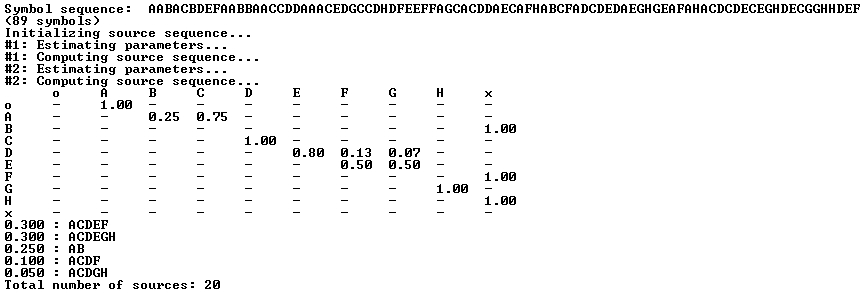 Symbol sequence: AABACBDEFAABBAACCDDAAACEDGCCDHDFEEFFAGCACDDAECAFHABCFADCDEDAEGHGEAFAHACDCDECEGHDECGGHHDEF
(89 symbols)
Initializing source sequence...
#1: Estimating parameters...
#1: Computing source sequence...
#2: Estimating parameters...
#2: Computing source sequence...
o A B C D E F G H x
o - 1.00 - - - - - - - -
A - - 0.25 0.75 - - - - - -
B - - - - - - - - - 1.00
C - - - - 1.00 - - - - -
D - - - - - 0.80 0.13 0.07 - -
E - - - - - - 0.50 0.50 - -
F - - - - - - - - - 1.00
G - - - - - - - - 1.00 -
H - - - - - - - - - 1.00
x - - - - - - - - - -
0.300 : ACDEF
0.300 : ACDEGH
0.250 : AB
0.100 : ACDF
0.050 : ACDGH
Total number of sources: 20